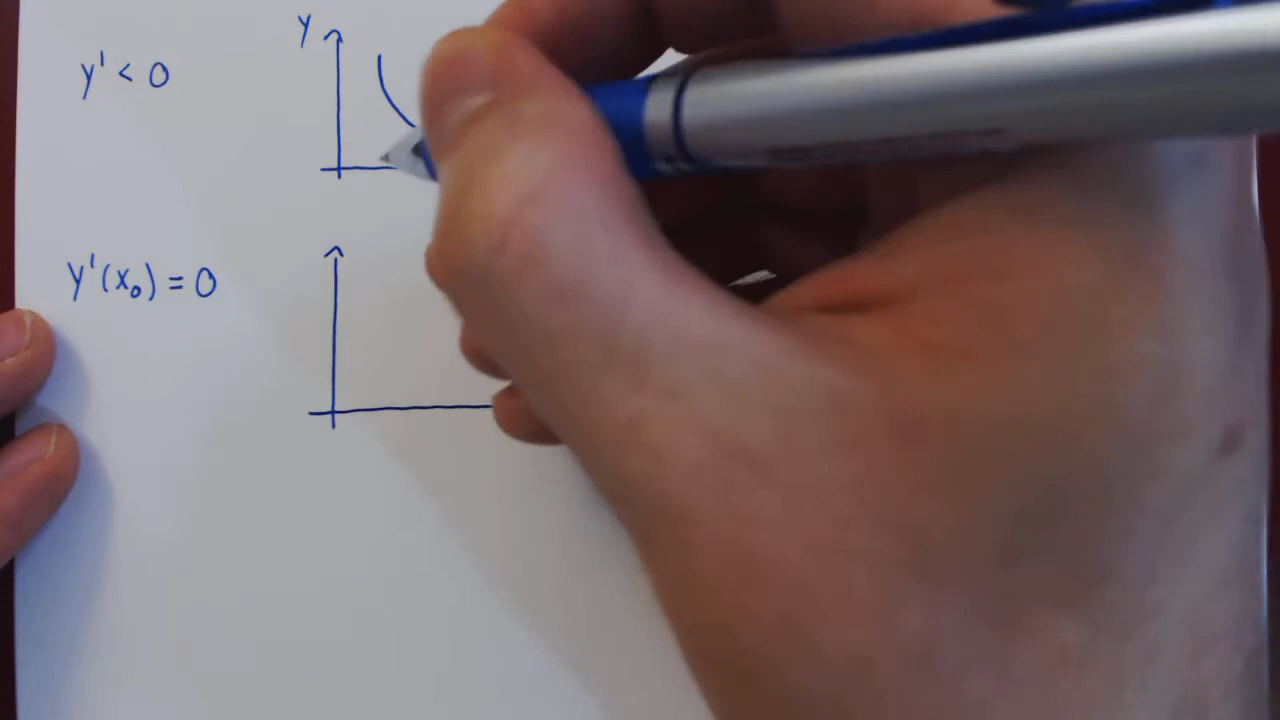 y' < 0
y
y'(x₀) = 0